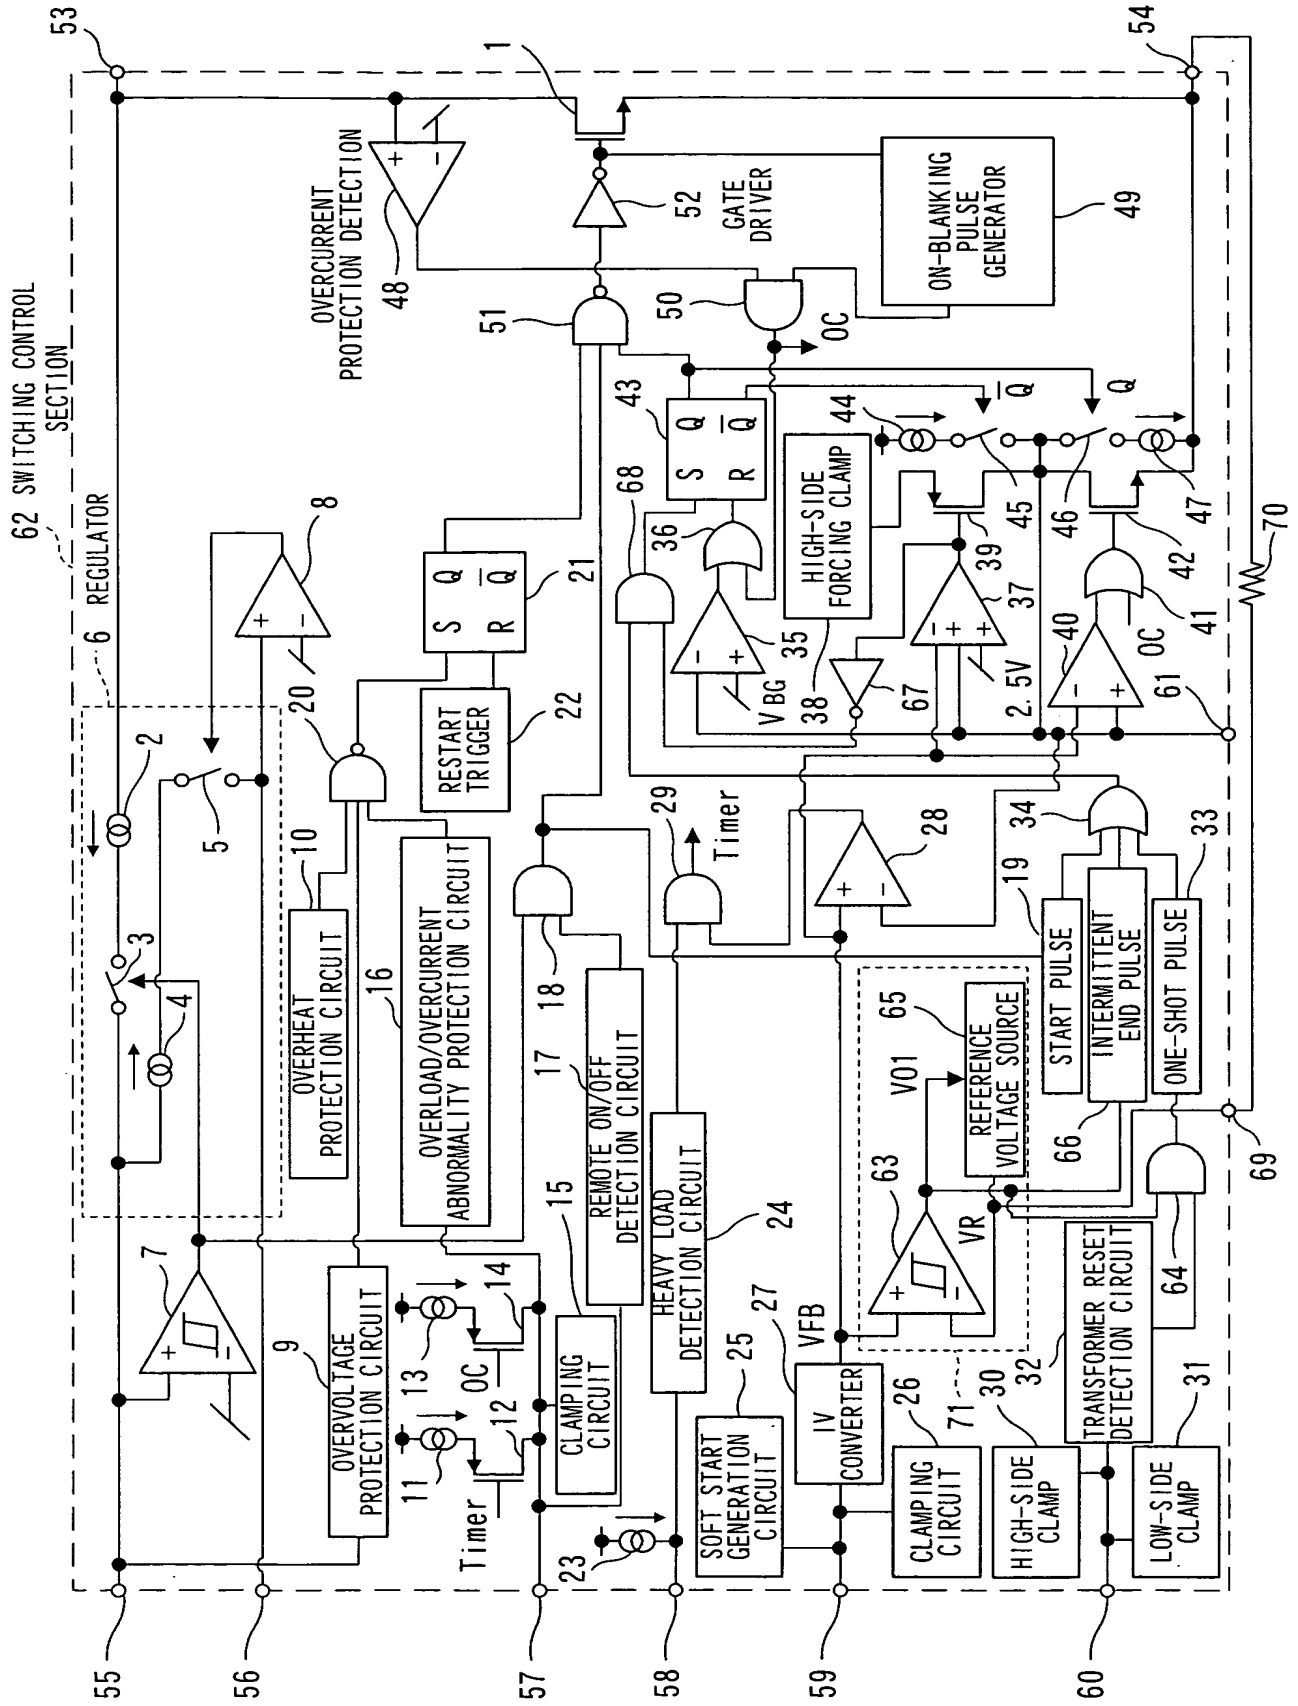 62 SWITCHING CONTROL
SECTION
53
REGULATOR
6
2
3
4
5
8
7
55
56
OVERHEAT
PROTECTION CIRCUIT
10
20
OVERVOLTAGE
PROTECTION CIRCUIT
9
OVERLOAD/OVERCURRENT
ABNORMALITY PROTECTION CIRCUIT
16
RESTART
TRIGGER
22
S Q
R Q
21
OVERCURRENT
PROTECTION DETECTION
48
1
51
52
GATE
DRIVER
50
OC
ON-BLANKING
PULSE
GENERATOR
49
54
Timer
11
12
13
OC
14
57
CLAMPING
CIRCUIT
15
REMOTE ON/OFF
DETECTION CIRCUIT
17
18
HEAVY LOAD
DETECTION CIRCUIT
24
23
58
29
Timer
28
68
36
43
S Q
R Q
35
VBG
HIGH-SIDE
FORCING CLAMP
38
67
37
2.5V
39
44
45
Q
46
Q
47
42
41
OC
40
61
70
SOFT START
GENERATION
CIRCUIT
25
IV
CONVERTER
27
VFB
CLAMPING
CIRCUIT
26
59
71
63
VO1
VR
REFERENCE
VOLTAGE SOURCE
65
START PULSE
19
INTERMITTENT
END PULSE
66
ONE-SHOT PULSE
33
34
64
69
HIGH-SIDE
CLAMP
30
TRANSFORMER RESET
DETECTION CIRCUIT
32
LOW-SIDE
CLAMP
31
60